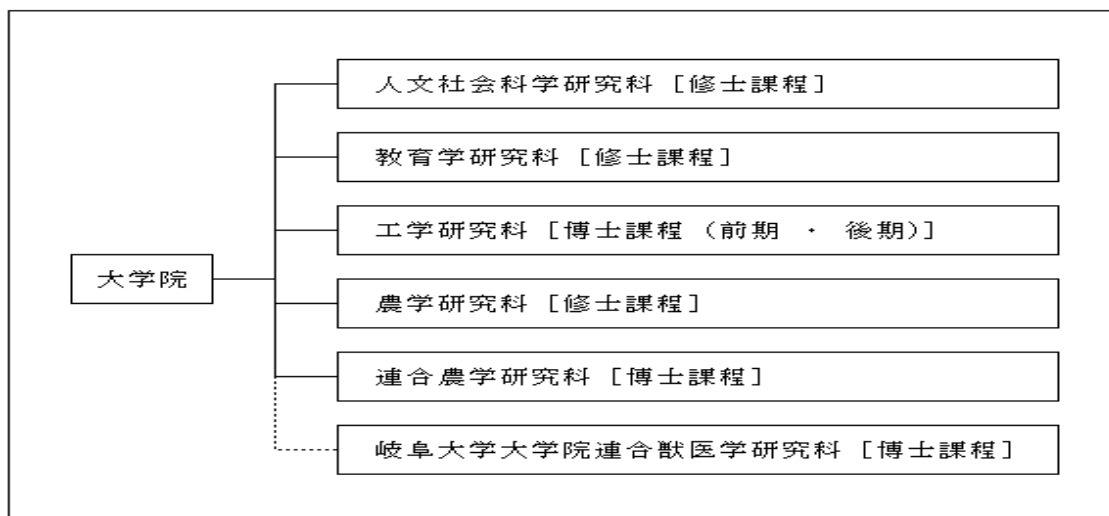 人文社会科学研究科 [修士課程]
教育学研究科 [修士課程]
工学研究科 [博士課程 (前期 ・ 後期)]
大学院
農学研究科 [修士課程]
連合農学研究科 [博士課程]
岐阜大学大学院連合獣医学研究科 [博士課程]